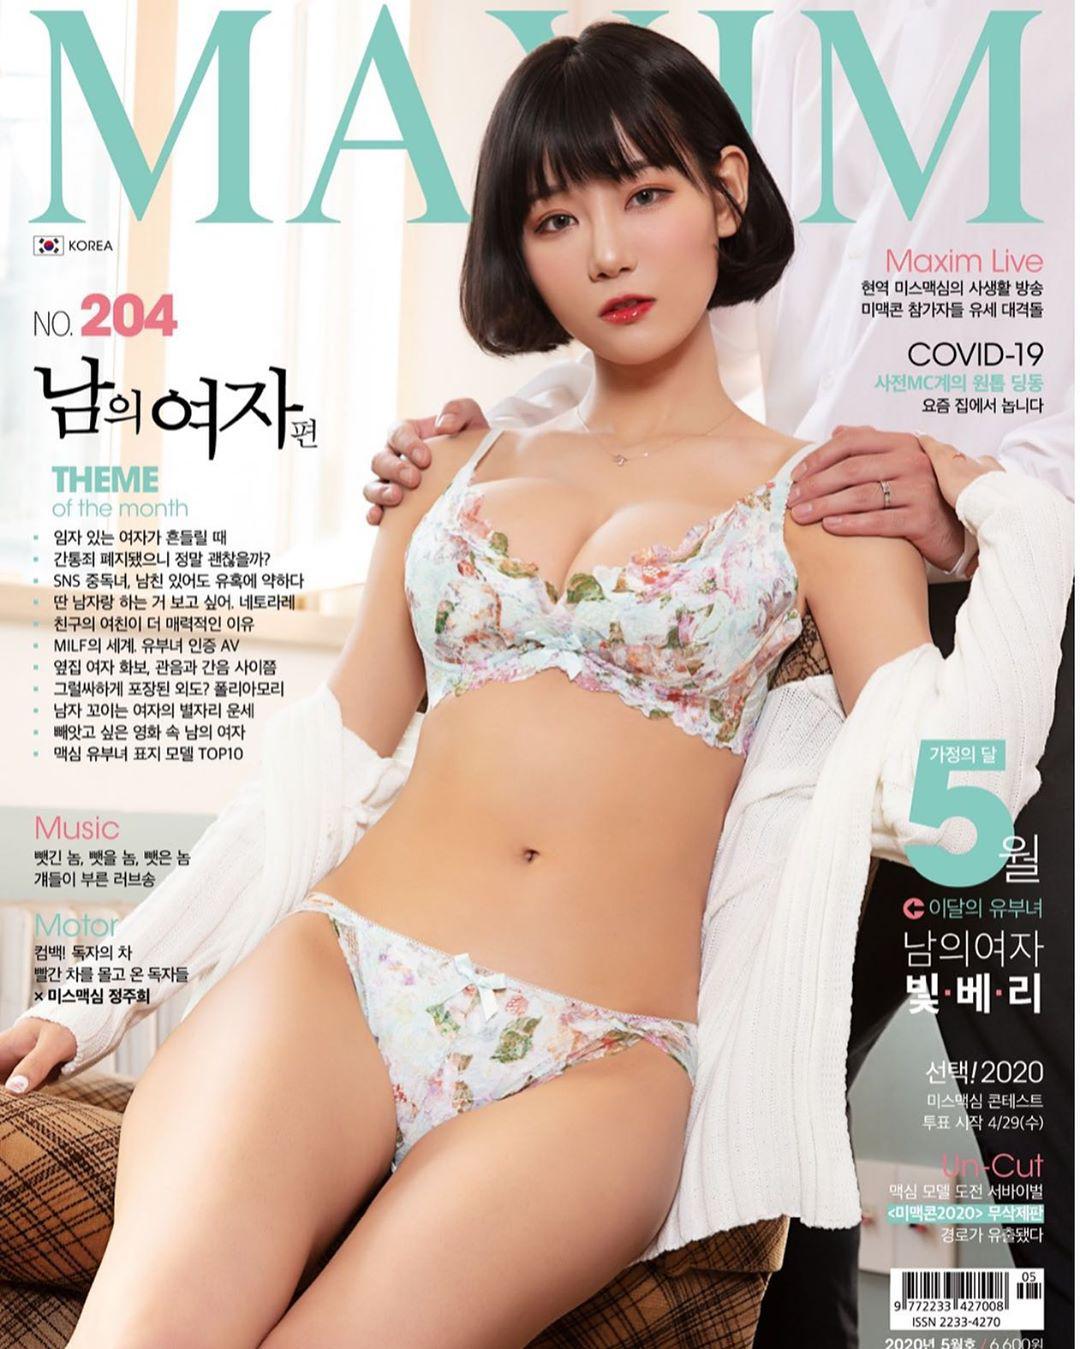 MAXIM
KOREA
NO. 204
남의 여자 편
THEME
of the month
임자 있는 여자가 흔들릴 때
간통죄 폐지됐으니 정말 괜찮을까?
SNS 중독녀, 남친 있어도 유혹에 약하다
딴 남자랑 하는 거 보고 싶어. 네토라레
친구의 여친이 더 매력적인 이유
MILF의 세계. 유부녀 인증 AV
옆집 여자 화보, 관음과 간음 사이쯤
그럴싸하게 포장된 외도? 폴리아모리
남자 꼬이는 여자의 별자리 운세
빼앗고 싶은 영화 속 남의 여자
맥심 유부녀 표지 모델 TOP10
Music
뺏긴 놈, 뺏을 놈, 뺏은 놈
걔들이 부른 러브송
Motor
컴백! 독자의 차
빨간 차를 몰고 온 독자들
× 미스맥심 정주희
Maxim Live
현역 미스맥심의 사생활 방송
미맥콘 참가자들 유세 대격돌
COVID-19
사전MC계의 원톱 딩동
요즘 집에서 놉니다
가정의 달
5월
이달의 유부녀
남의여자
빛·베·리
선택! 2020
미스맥심 콘테스트
투표 시작 4/29(수)
Un-Cut
맥심 모델 도전 서바이벌
<미맥콘2020> 무삭제판
경로가 유출됐다
05
9 772233 427008
ISSN 2233-4270
2020년 5월호 / 6,600원